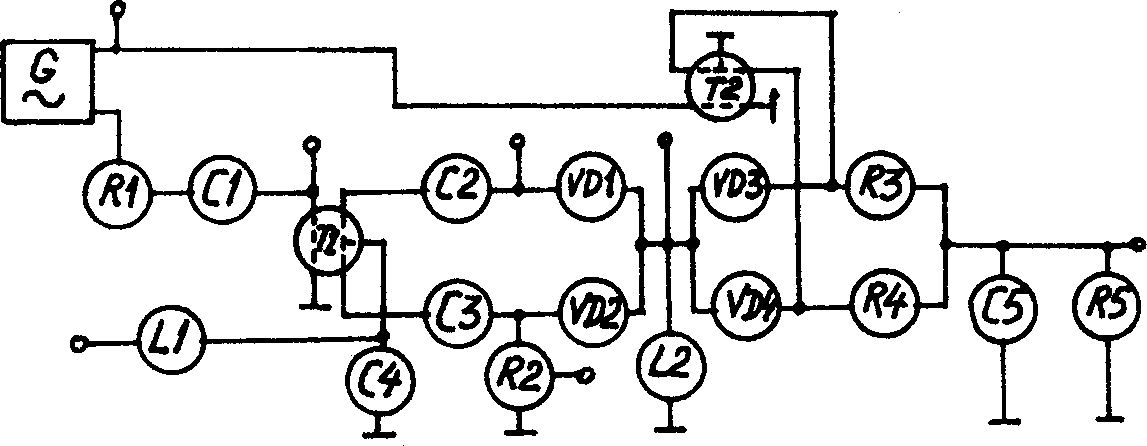 G
~
T2
R1
C1
C2
VD1
VD3
R3
T1
C3
VD2
VD4
R4
C5
R5
L1
C4
R2
L2